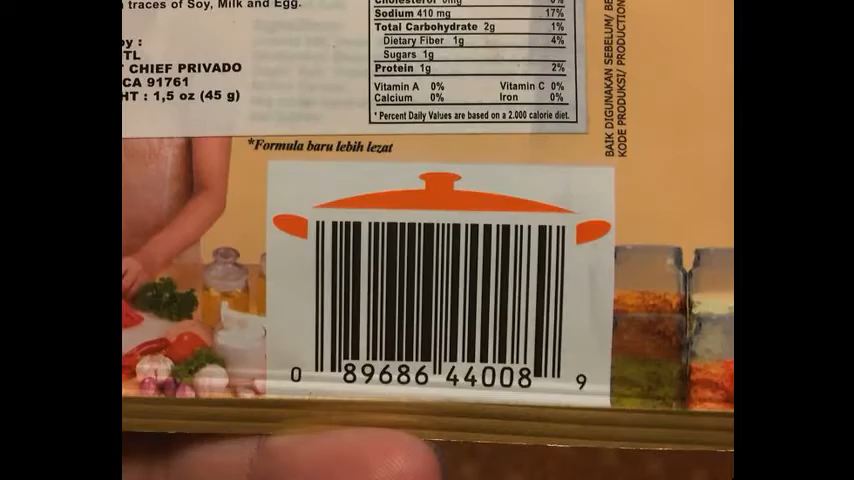 traces of Soy, Milk and Egg.
by :
TL
CHIEF PRIVADO
CA 91761
HT : 1,5 oz (45 g)
Cholesterol 0mg 0%
Sodium 410 mg 17%
Total Carbohydrate 2g 1%
Dietary Fiber 1g 4%
Sugars 1g
Protein 1g 2%
Vitamin A 0% Vitamin C 0%
Calcium 0% Iron 0%
* Percent Daily Values are based on a 2.000 calorie diet.
BAIK DIGUNAKAN SEBELUM/ BE
KODE PRODUKSI/ PRODUCTION
*Formula baru lebih lezat
0 89686 44008 9